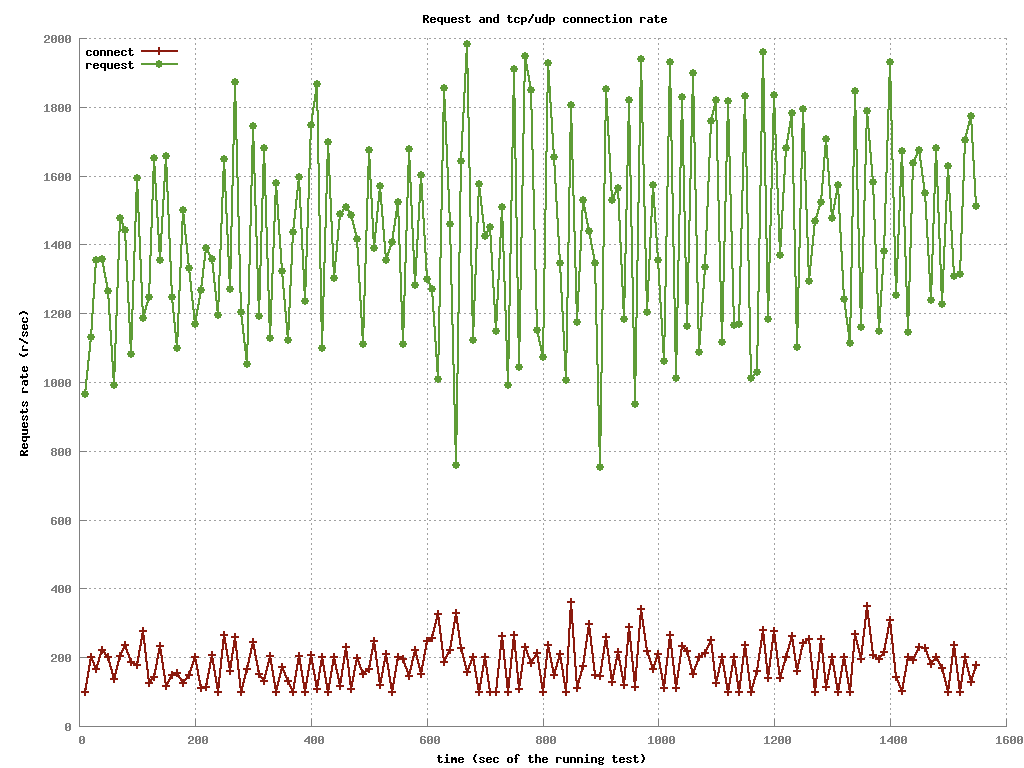 Request and tcp/udp connection rate
connect
request
2000
1800
1600
1400
1200
1000
800
600
400
200
0
Requests rate (r/sec)
0 200 400 600 800 1000 1200 1400 1600
time (sec of the running test)